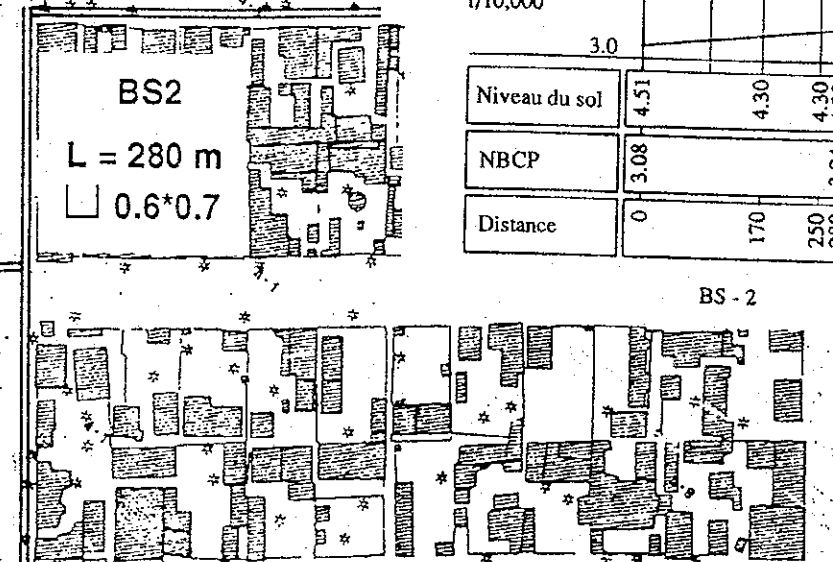 1/10,000
3.0
BS2
L = 280 m
0.6*0.7
Niveau du sol 4.51 4.30 4.30
NBCP 3.08
Distance 0 170 250
BS - 2